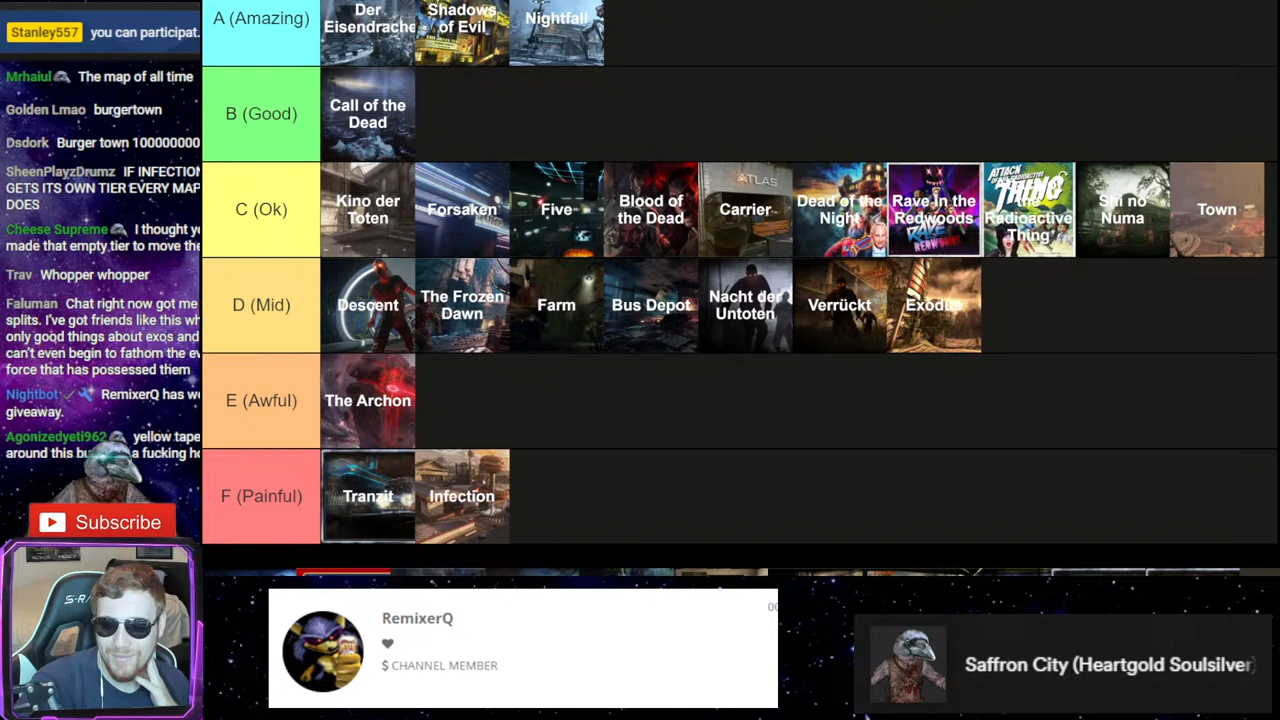 Stanley557 you can participat.
Mrhaiul The map of all time
Golden Lmao burgertown
Dsdork Burger town 100000000
SheenPlayzDrumz IF INFECTION
GETS ITS OWN TIER EVERY MAP
DOES
Cheese Supreme I thought yo
made that empty tier to move the
Trav Whopper whopper
Faluman Chat right now got me
splits. I've got friends like this wh
only good things about exos and
can't even begin to fathom the ev
force that has possessed them
Nightbot RemixerQ has wo
giveaway.
Agonizedyeti962 yellow tape
around this bu a fucking ho
Subscribe
A (Amazing)
Der
Eisendrache
Shadows
of Evil
Nightfall
B (Good)
Call of the
Dead
C (Ok)
Kino der
Toten
Forsaken
Five
Blood of
the Dead
ATLAS
Carrier
Dead of the
Night
Rave in the
Redwoods
ATTACK
THING
Radioactive
Thing
Shi no
Numa
Town
D (Mid)
Descent
The Frozen
Dawn
Farm
Bus Depot
Nacht der
Untoten
Verrückt
Exodus
E (Awful)
The Archon
F (Painful)
Tranzit
Infection
RemixerQ
$ CHANNEL MEMBER
Saffron City (Heartgold Soulsilver)